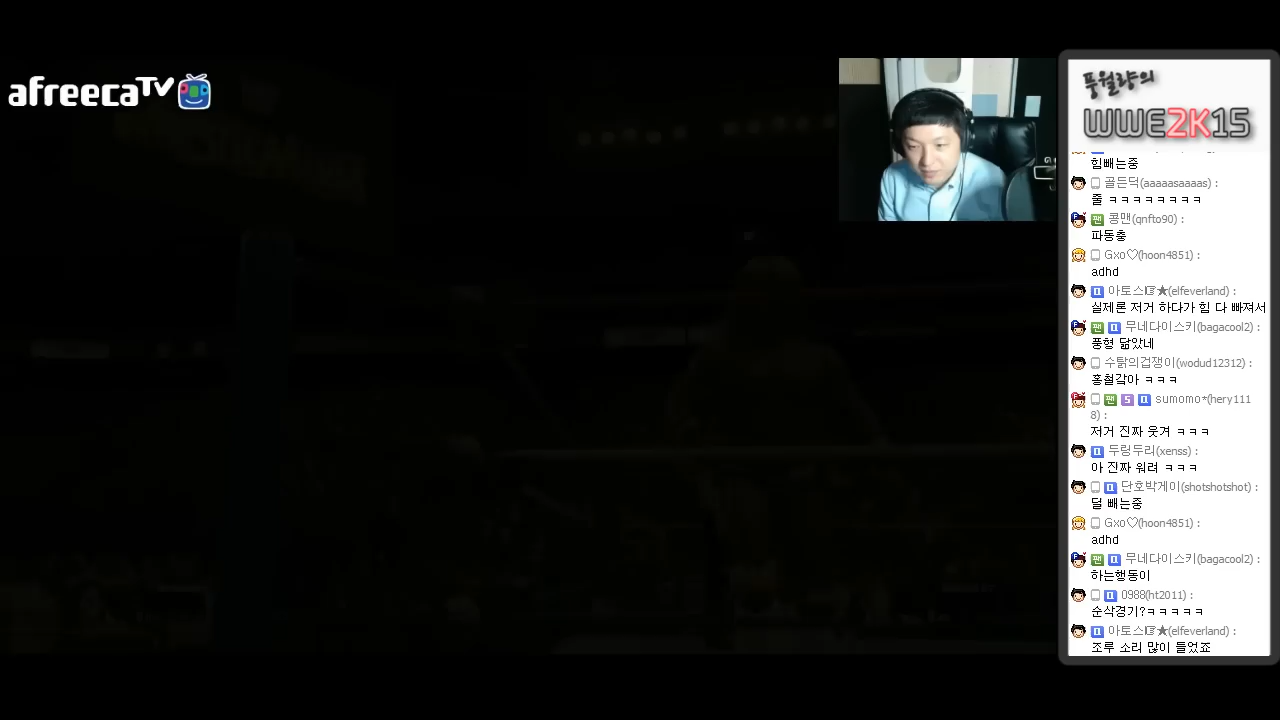 afreecaTV
풍월량의
WWE2K15
힘빼는중
골든덕(aaaaasaaaas) :
줄 ㅋㅋㅋㅋㅋㅋㅋㅋ
팬 콩맨(qnfto90) :
파동충
Gxo♡(hoon4851) :
adhd
아토스☞★(elfeverland) :
실제론 저거 하다가 힘 다 빠져서
팬 무네다이스키(bagacool2) :
풍형 닮았네
수탉의겁쟁이(wodud12312) :
홍철같아 ㅋㅋㅋ
팬 S sumomo*(hery111
8) :
저거 진짜 웃겨 ㅋㅋㅋ
두링두리(xenss) :
아 진짜 워려 ㅋㅋㅋ
단호박게이(shotshotshot) :
덜 빼는중
Gxo♡(hoon4851) :
adhd
팬 무네다이스키(bagacool2) :
하는행동이
0988(ht2011) :
순삭경기?ㅋㅋㅋㅋㅋ
아토스☞★(elfeverland) :
조루 소리 많이 들었죠